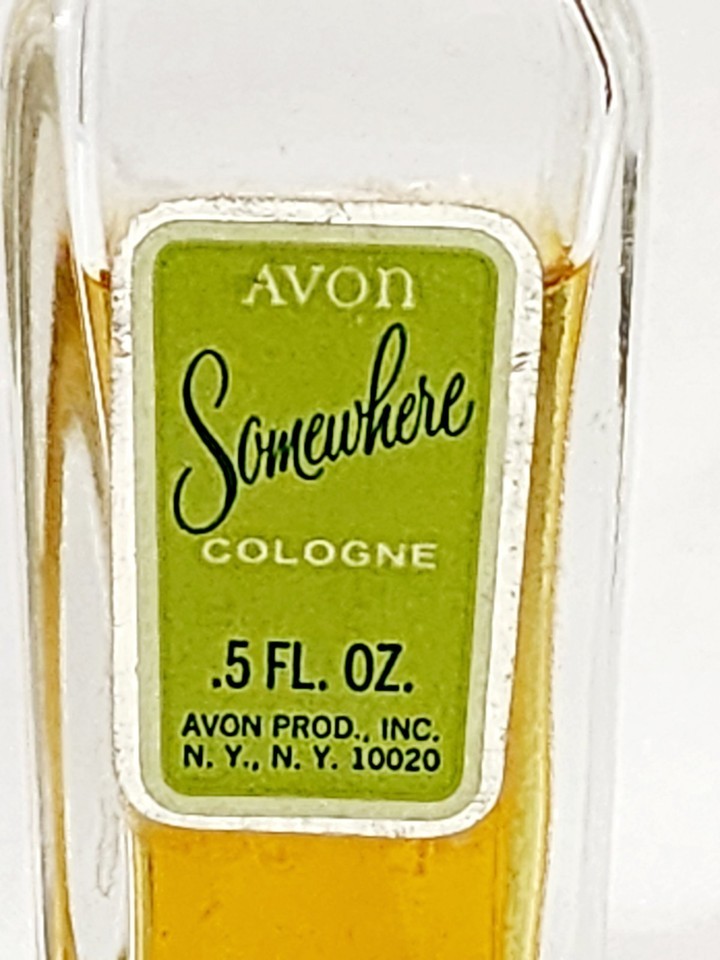 AVON
Somewhere
COLOGNE
.5 FL. OZ.
AVON PROD., INC.
N. Y., N. Y. 10020